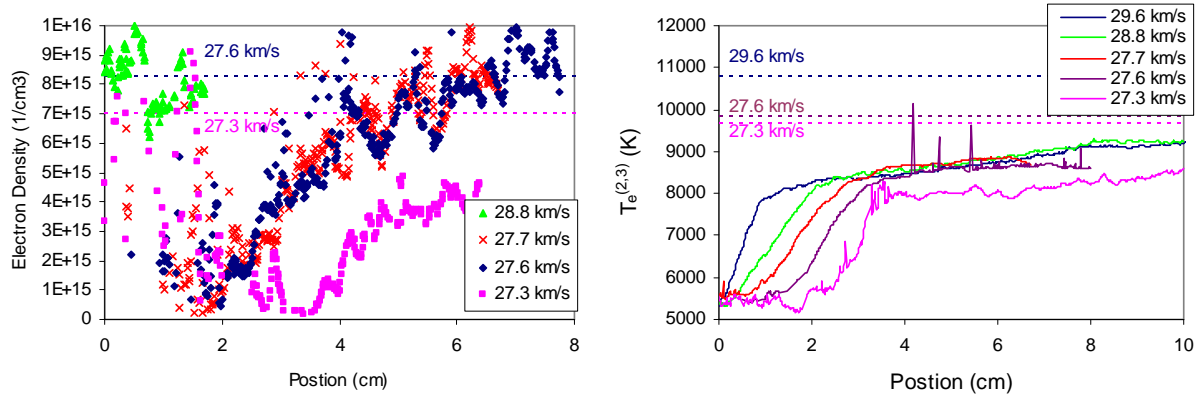 Electron Density (1/cm3)
1E+16
9E+15
8E+15
7E+15
6E+15
5E+15
4E+15
3E+15
2E+15
1E+15
0
27.6 km/s
27.3 km/s
28.8 km/s
27.7 km/s
27.6 km/s
27.3 km/s
0 2 4 6 8
Postion (cm)
Te(2,3) (K)
12000
11000
10000
9000
8000
7000
6000
5000
29.6 km/s
27.6 km/s
27.3 km/s
29.6 km/s
28.8 km/s
27.7 km/s
27.6 km/s
27.3 km/s
0 2 4 6 8 10
Postion (cm)